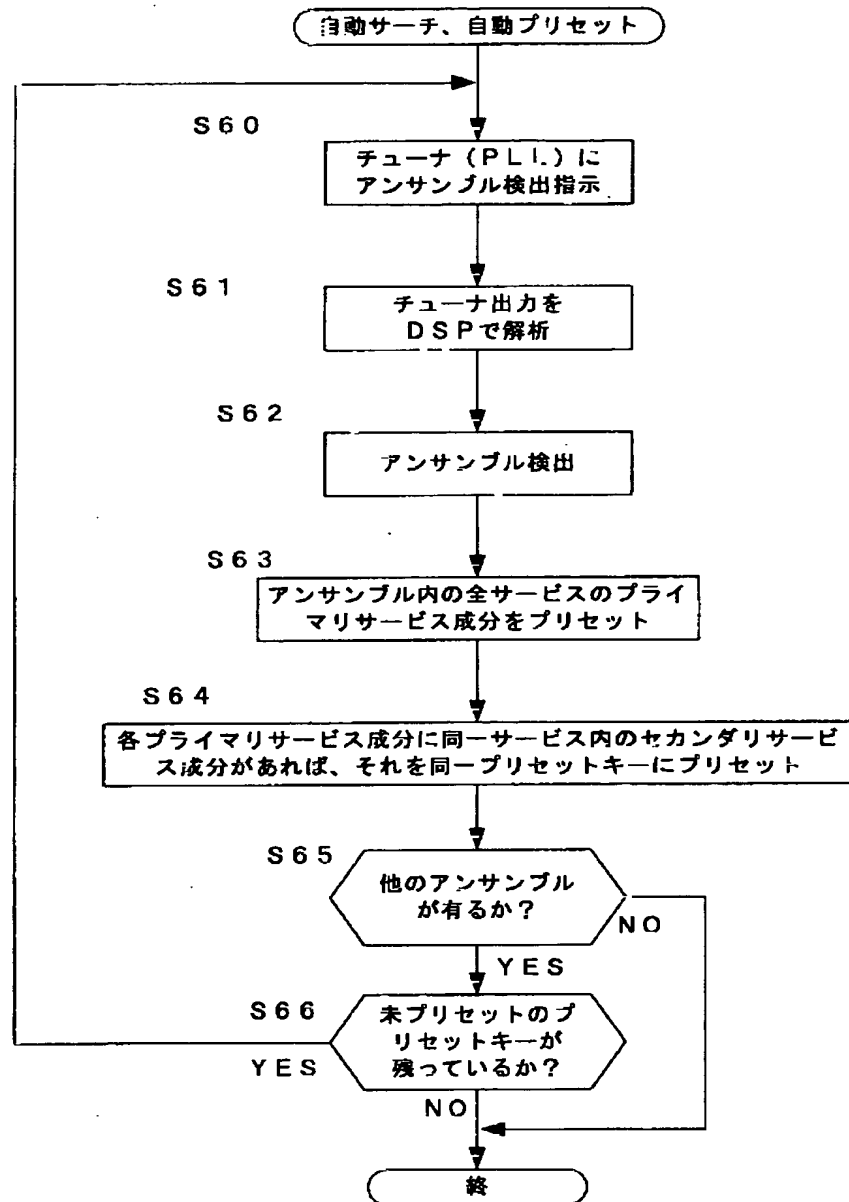 自動サーチ、自動プリセット
S60
チューナ(PLL)に
アンサンブル検出指示
S61
チューナ出力を
DSPで解析
S62
アンサンブル検出
S63
アンサンブル内の全サービスのプライ
マリサービス成分をプリセット
S64
各プライマリサービス成分に同一サービス内のセカンダリサービ
ス成分があれば、それを同一プリセットキーにプリセット
S65
他のアンサンブル
が有るか?
NO
YES
S66
未プリセットのプ
リセットキーが
残っているか?
YES
NO
終